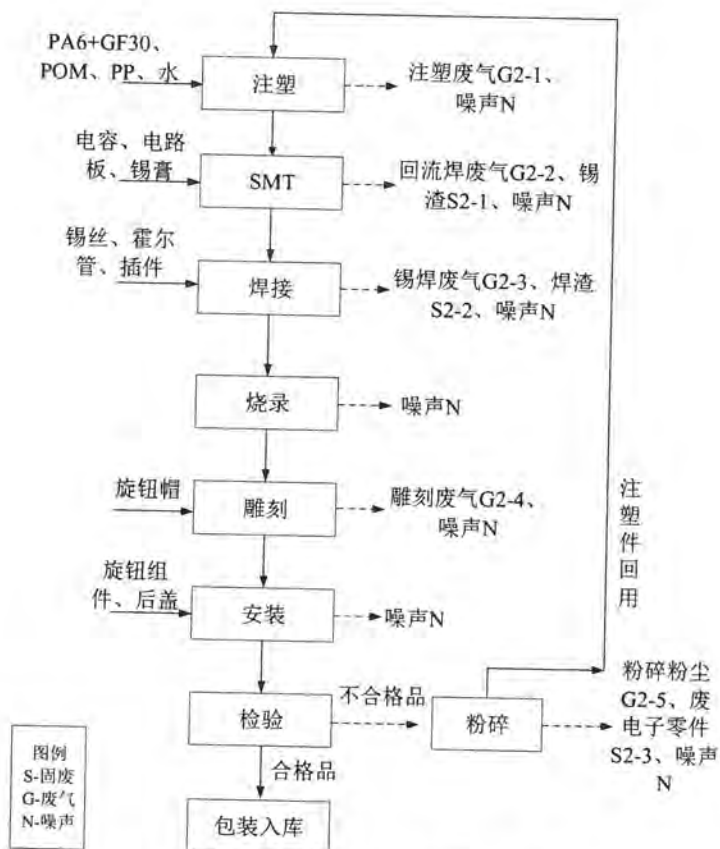 PA6+GF30、
POM、PP、水
注塑
注塑废气G2-1、
噪声N
电容、电路
板、锡膏
SMT
回流焊废气G2-2、锡
渣S2-1、噪声N
锡丝、霍尔
管、插件
焊接
锡焊废气G2-3、焊渣
S2-2、噪声N
烧录
噪声N
旋钮帽
雕刻
雕刻废气G2-4、
噪声N
注塑件回用
旋钮组
件、后盖
安装
噪声N
检验
不合格品
粉碎
粉碎粉尘
G2-5、废
电子零件
S2-3、噪声
N
合格品
包装入库
图例
S-固废
G-废气
N-噪声